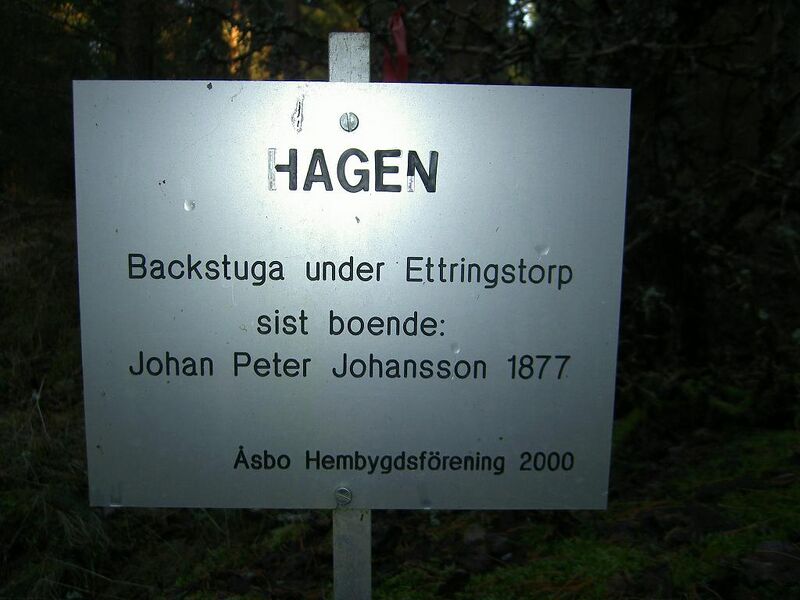 HAGEN
Backstuga under Ettringstorp
sist boende:
Johan Peter Johansson 1877
Åsbo Hembygdsförening 2000